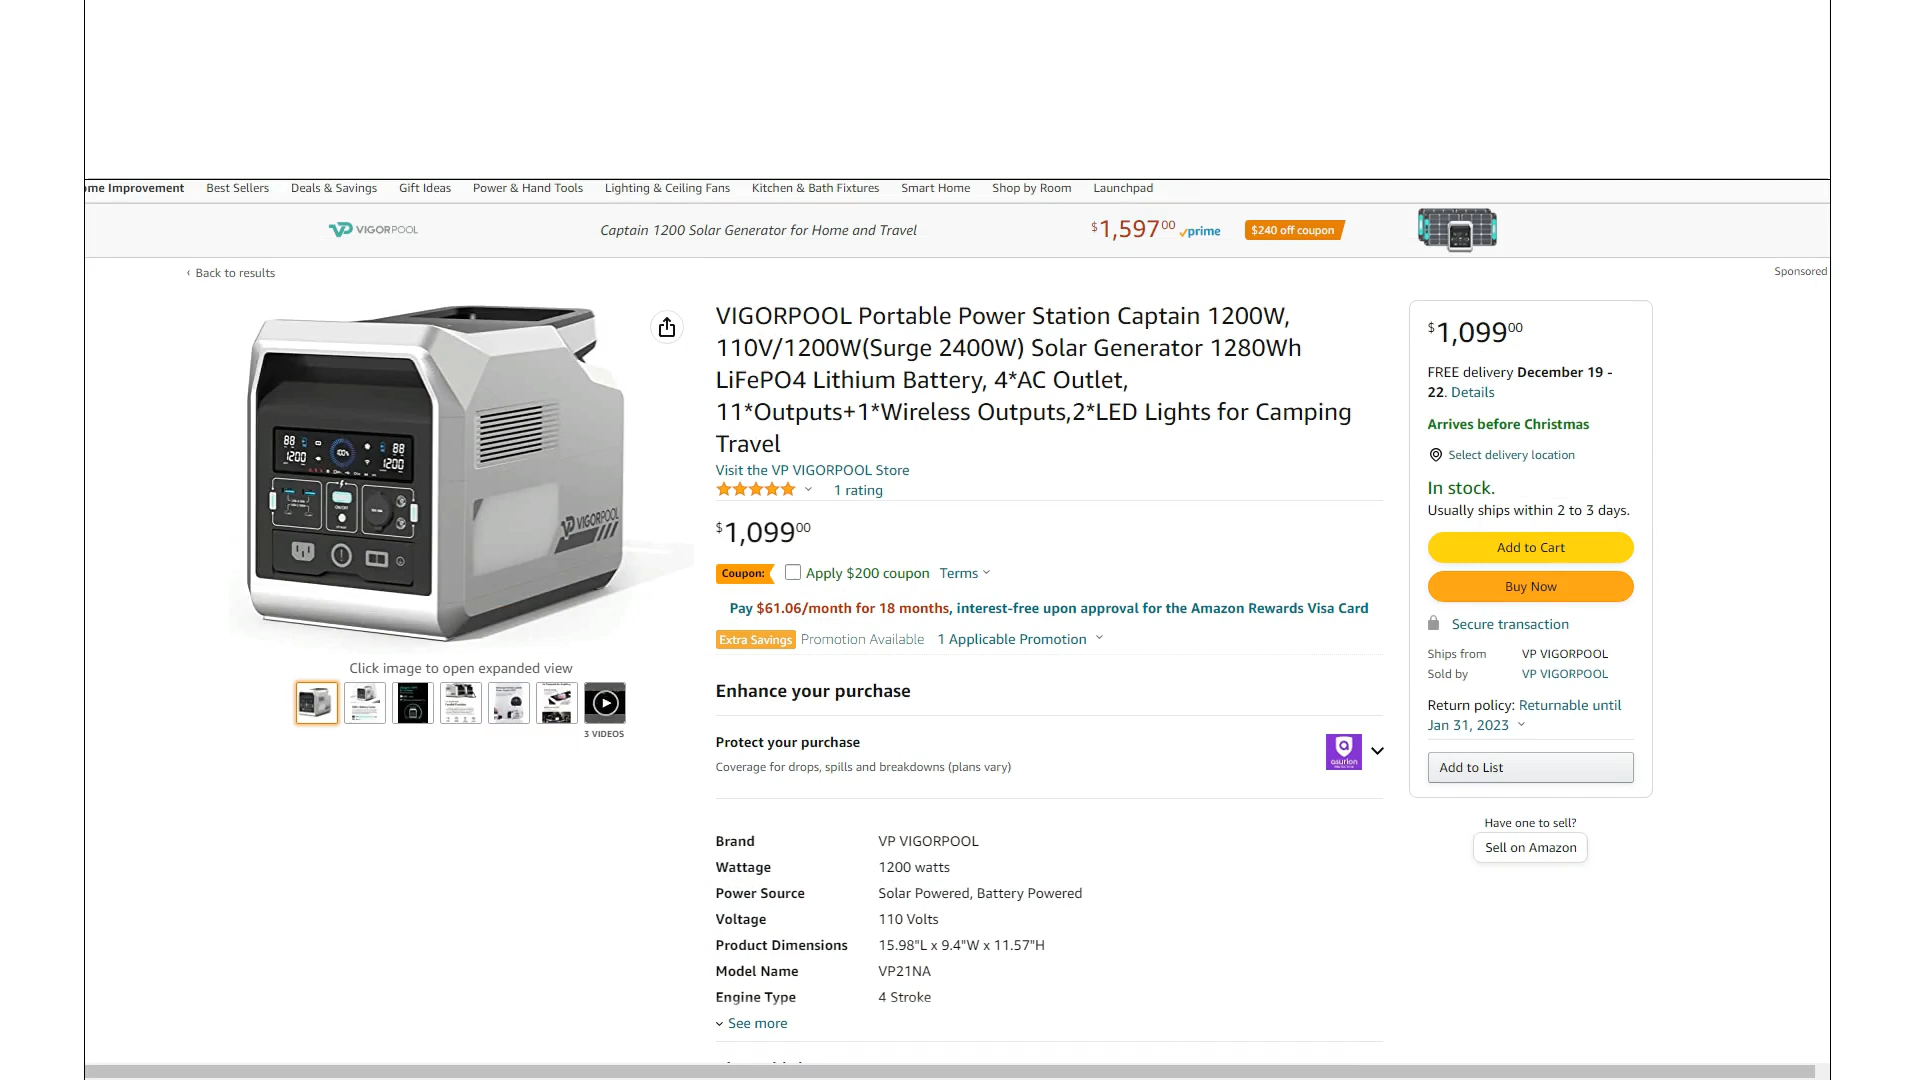 ome Improvement Best Sellers Deals & Savings Gift Ideas Power & Hand Tools Lighting & Ceiling Fans Kitchen & Bath Fixtures Smart Home Shop by Room Launchpad
VP VIGORPOOL Captain 1200 Solar Generator for Home and Travel $1,597.00 prime $240 off coupon
‹ Back to results
Sponsored
VIGORPOOL Portable Power Station Captain 1200W,
110V/1200W(Surge 2400W) Solar Generator 1280Wh
LiFePO4 Lithium Battery, 4*AC Outlet,
11*Outputs+1*Wireless Outputs,2*LED Lights for Camping
Travel
Visit the VP VIGORPOOL Store
1 rating
$1,099 00
Coupon: Apply $200 coupon Terms
Pay $61.06/month for 18 months, interest-free upon approval for the Amazon Rewards Visa Card
Extra Savings Promotion Available 1 Applicable Promotion
Enhance your purchase
Protect your purchase
Coverage for drops, spills and breakdowns (plans vary)
asurion
Brand VP VIGORPOOL
Wattage 1200 watts
Power Source Solar Powered, Battery Powered
Voltage 110 Volts
Product Dimensions 15.98"L x 9.4"W x 11.57"H
Model Name VP21NA
Engine Type 4 Stroke
See more
88 88
1200 100% 1200
VIGORPOOL
Click image to open expanded view
3 VIDEOS
$1,099 00
FREE delivery December 19 -
22. Details
Arrives before Christmas
Select delivery location
In stock.
Usually ships within 2 to 3 days.
Add to Cart
Buy Now
Secure transaction
Ships from VP VIGORPOOL
Sold by VP VIGORPOOL
Return policy: Returnable until
Jan 31, 2023
Add to List
Have one to sell?
Sell on Amazon